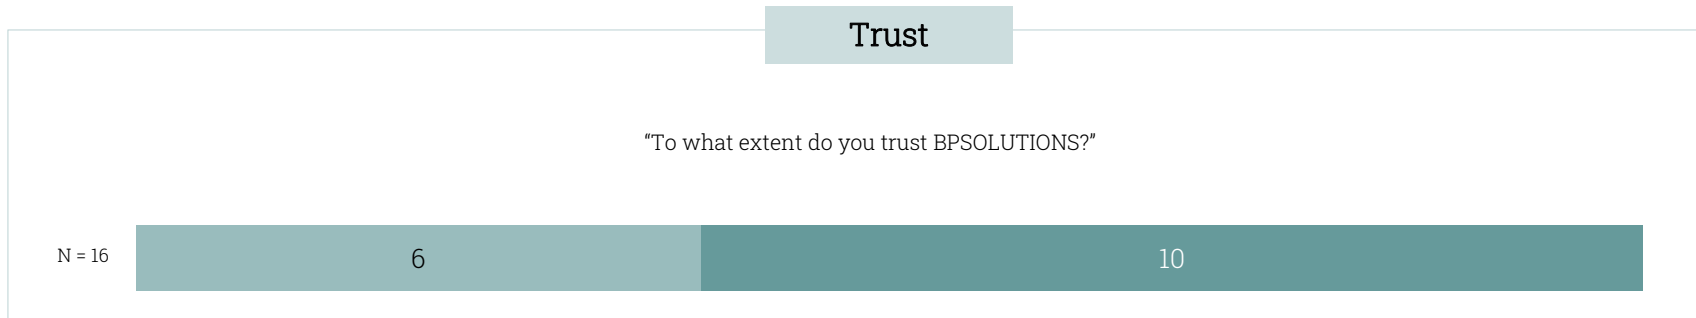 Trust
“To what extent do you trust BPSOLUTIONS?”
N = 16
6
10